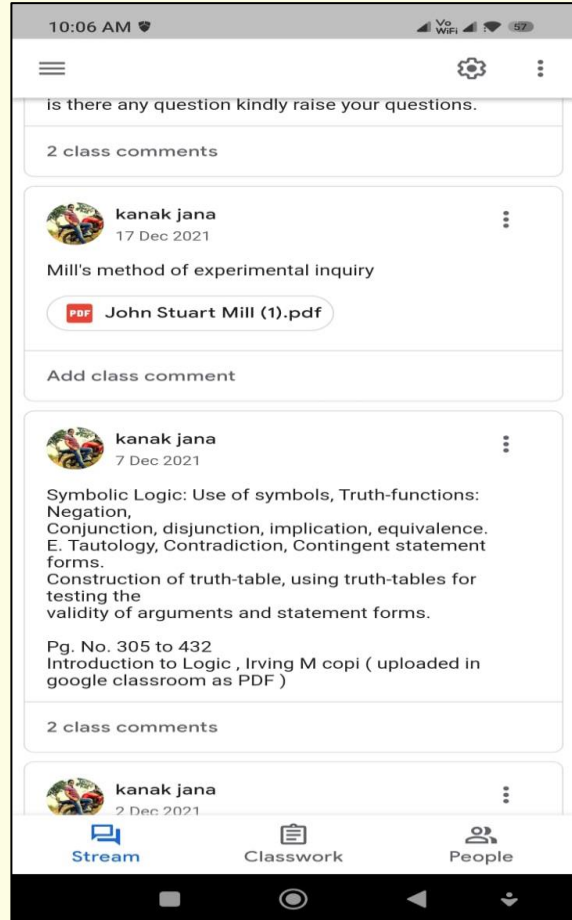 10:06 AM
Vo
WiFi
57
is there any question kindly raise your questions.
2 class comments
kanak jana
17 Dec 2021
Mill's method of experimental inquiry
PDF John Stuart Mill (1).pdf
Add class comment
kanak jana
7 Dec 2021
Symbolic Logic: Use of symbols, Truth-functions:
Negation,
Conjunction, disjunction, implication, equivalence.
E. Tautology, Contradiction, Contingent statement
forms.
Construction of truth-table, using truth-tables for
testing the
validity of arguments and statement forms.
Pg. No. 305 to 432
Introduction to Logic , Irving M copi ( uploaded in
google classroom as PDF )
2 class comments
kanak jana
2 Dec 2021
Stream
Classwork
People